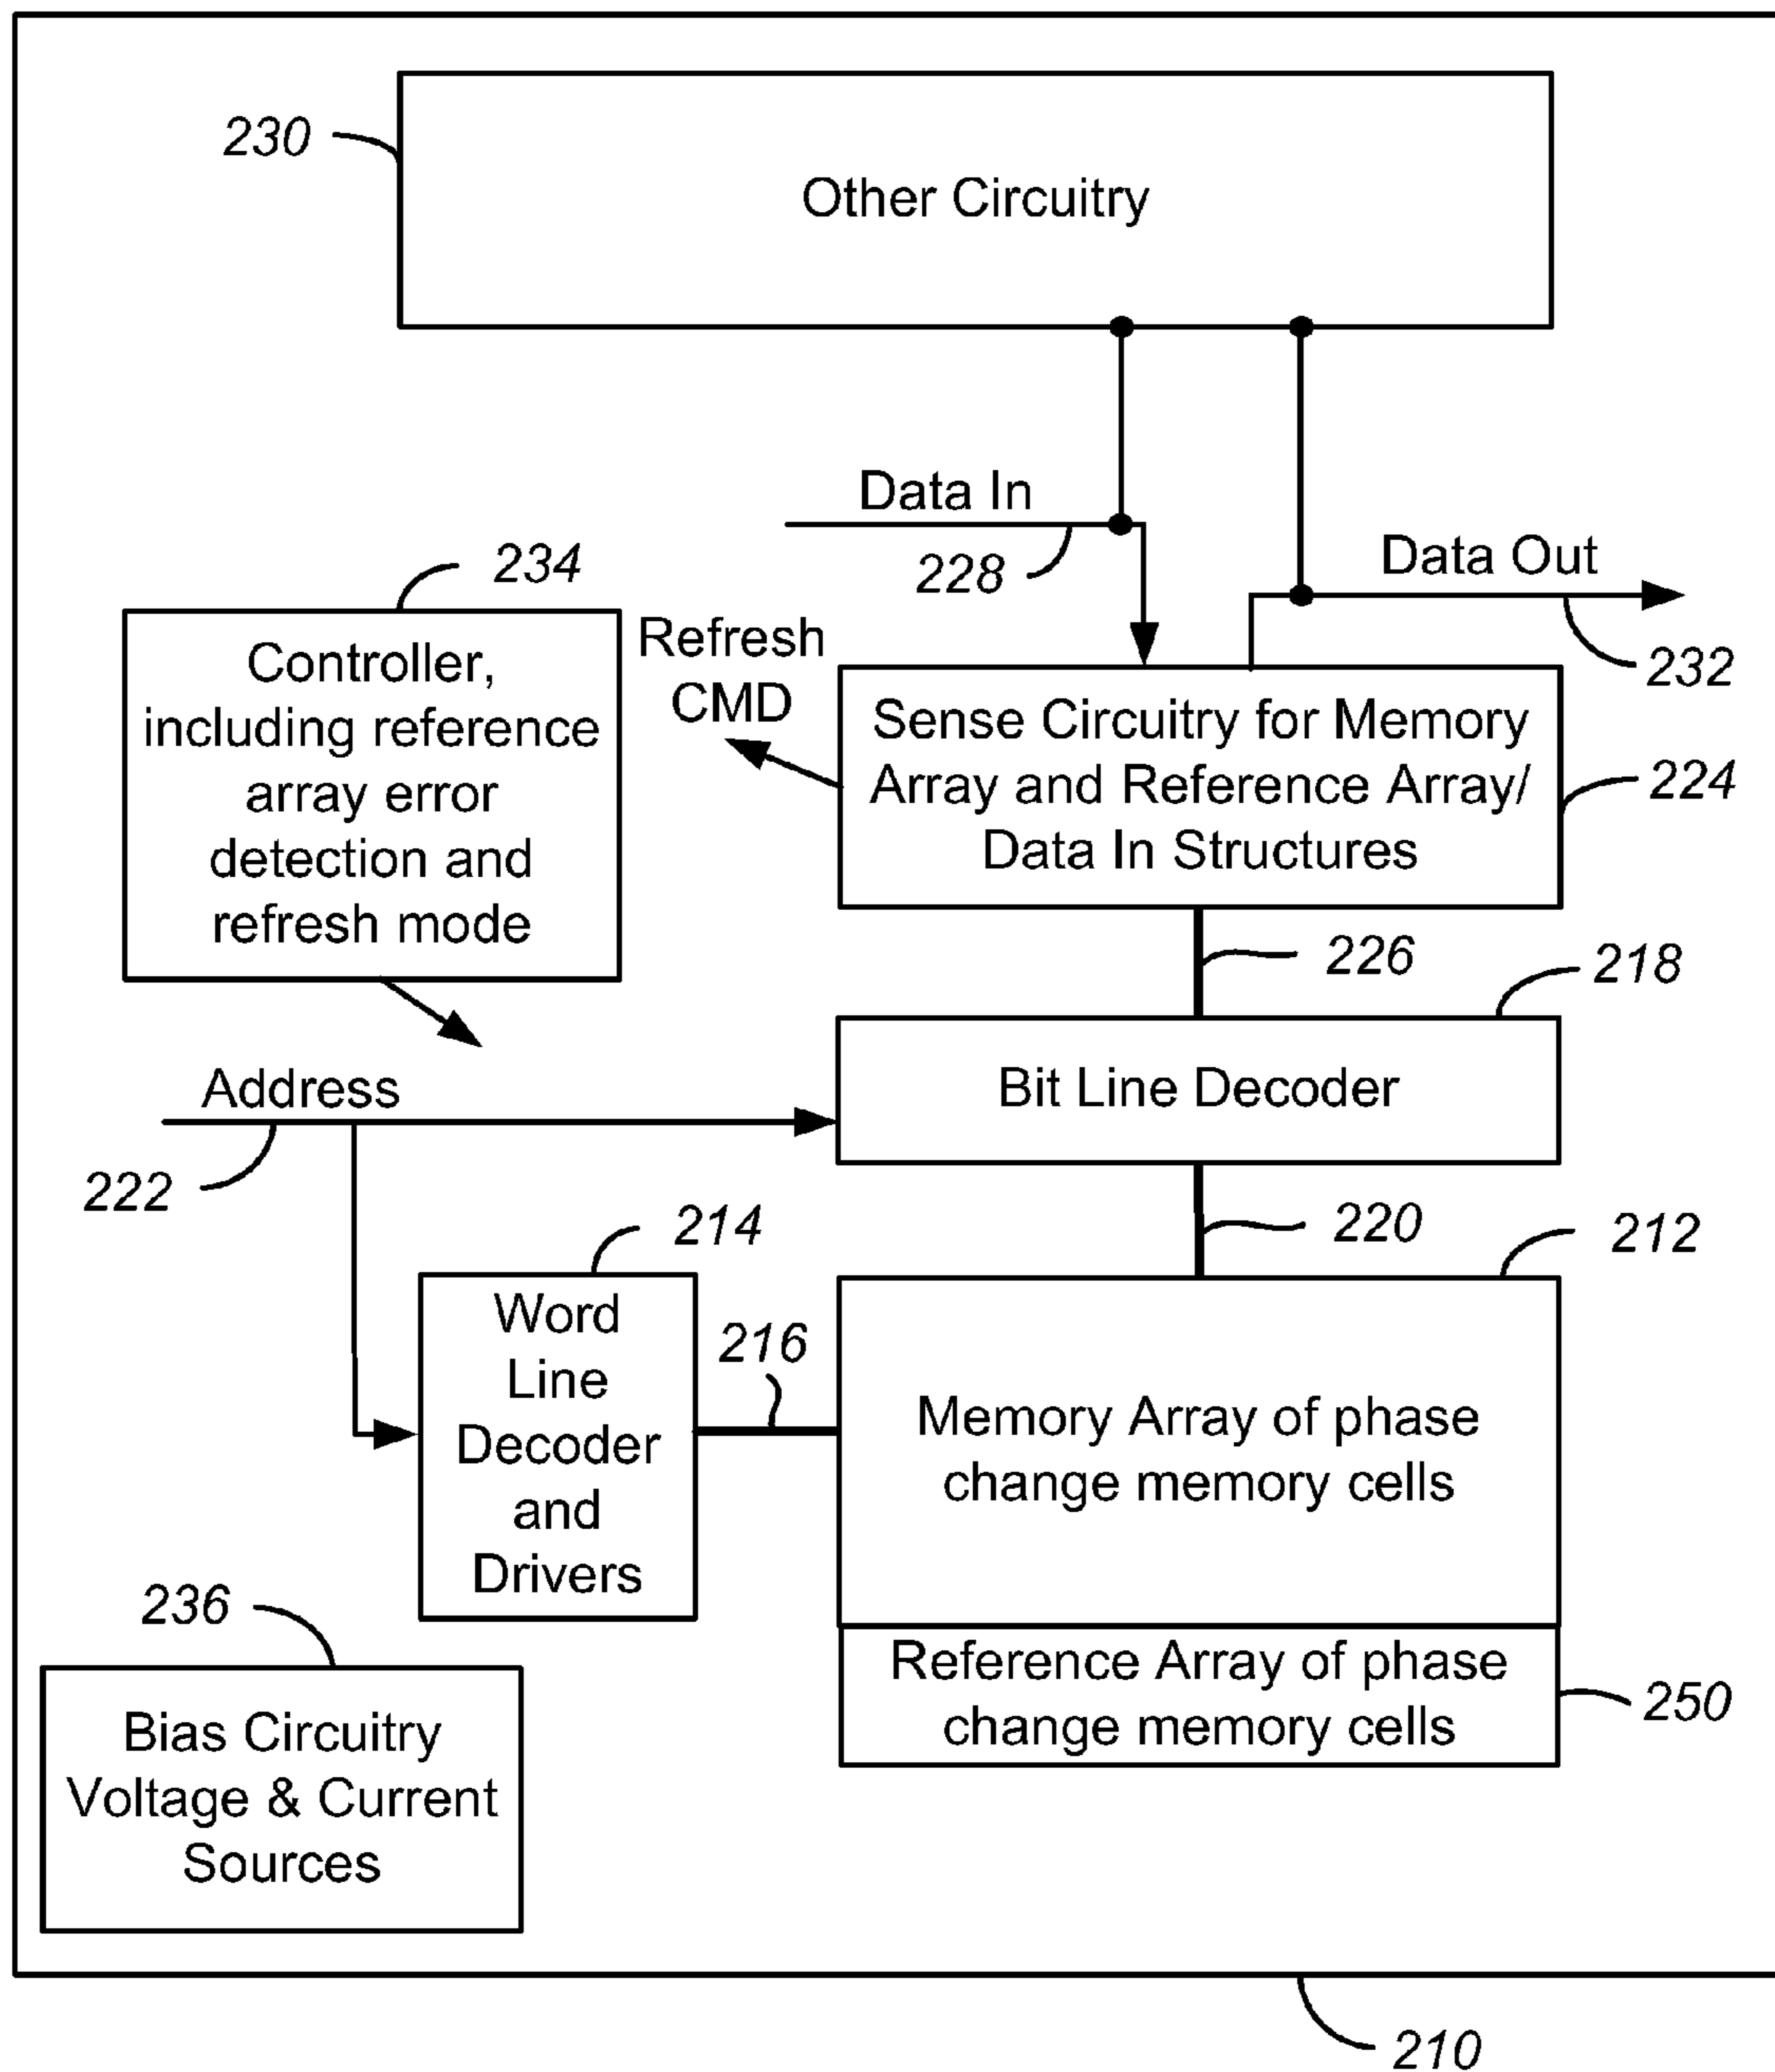 230
Other Circuitry
Data In
228
Data Out
232
234
Controller,
including reference
array error
detection and
refresh mode
Refresh
CMD
Sense Circuitry for Memory
Array and Reference Array/
Data In Structures
224
226
218
Bit Line Decoder
Address
222
220
214
212
Word
Line
Decoder
and
Drivers
216
Memory Array of phase
change memory cells
236
Reference Array of phase
change memory cells
250
Bias Circuitry
Voltage & Current
Sources
210